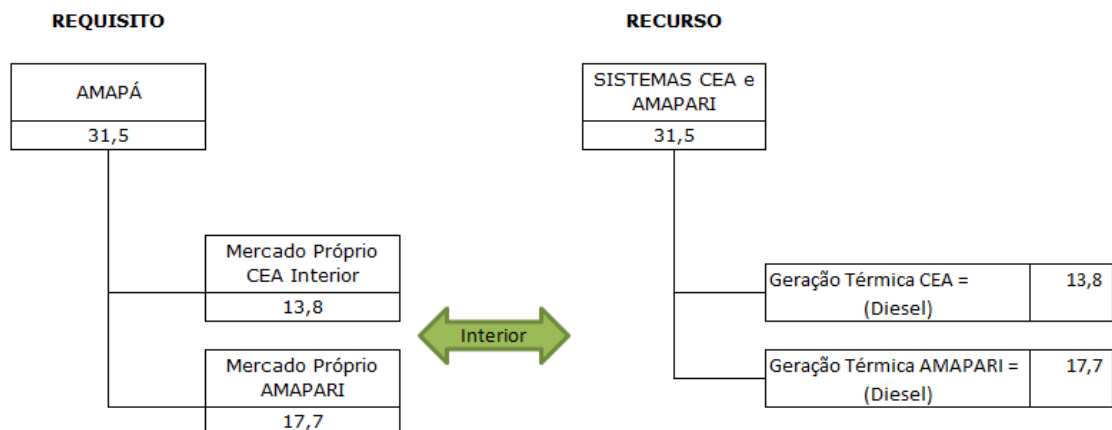 REQUISITO
AMAPÁ
31,5
Mercado Próprio
CEA Interior
13,8
Mercado Próprio
AMAPARI
17,7
Interior
RECURSO
SISTEMAS CEA e
AMAPARI
31,5
Geração Térmica CEA =
(Diesel)
13,8
Geração Térmica AMAPARI =
(Diesel)
17,7